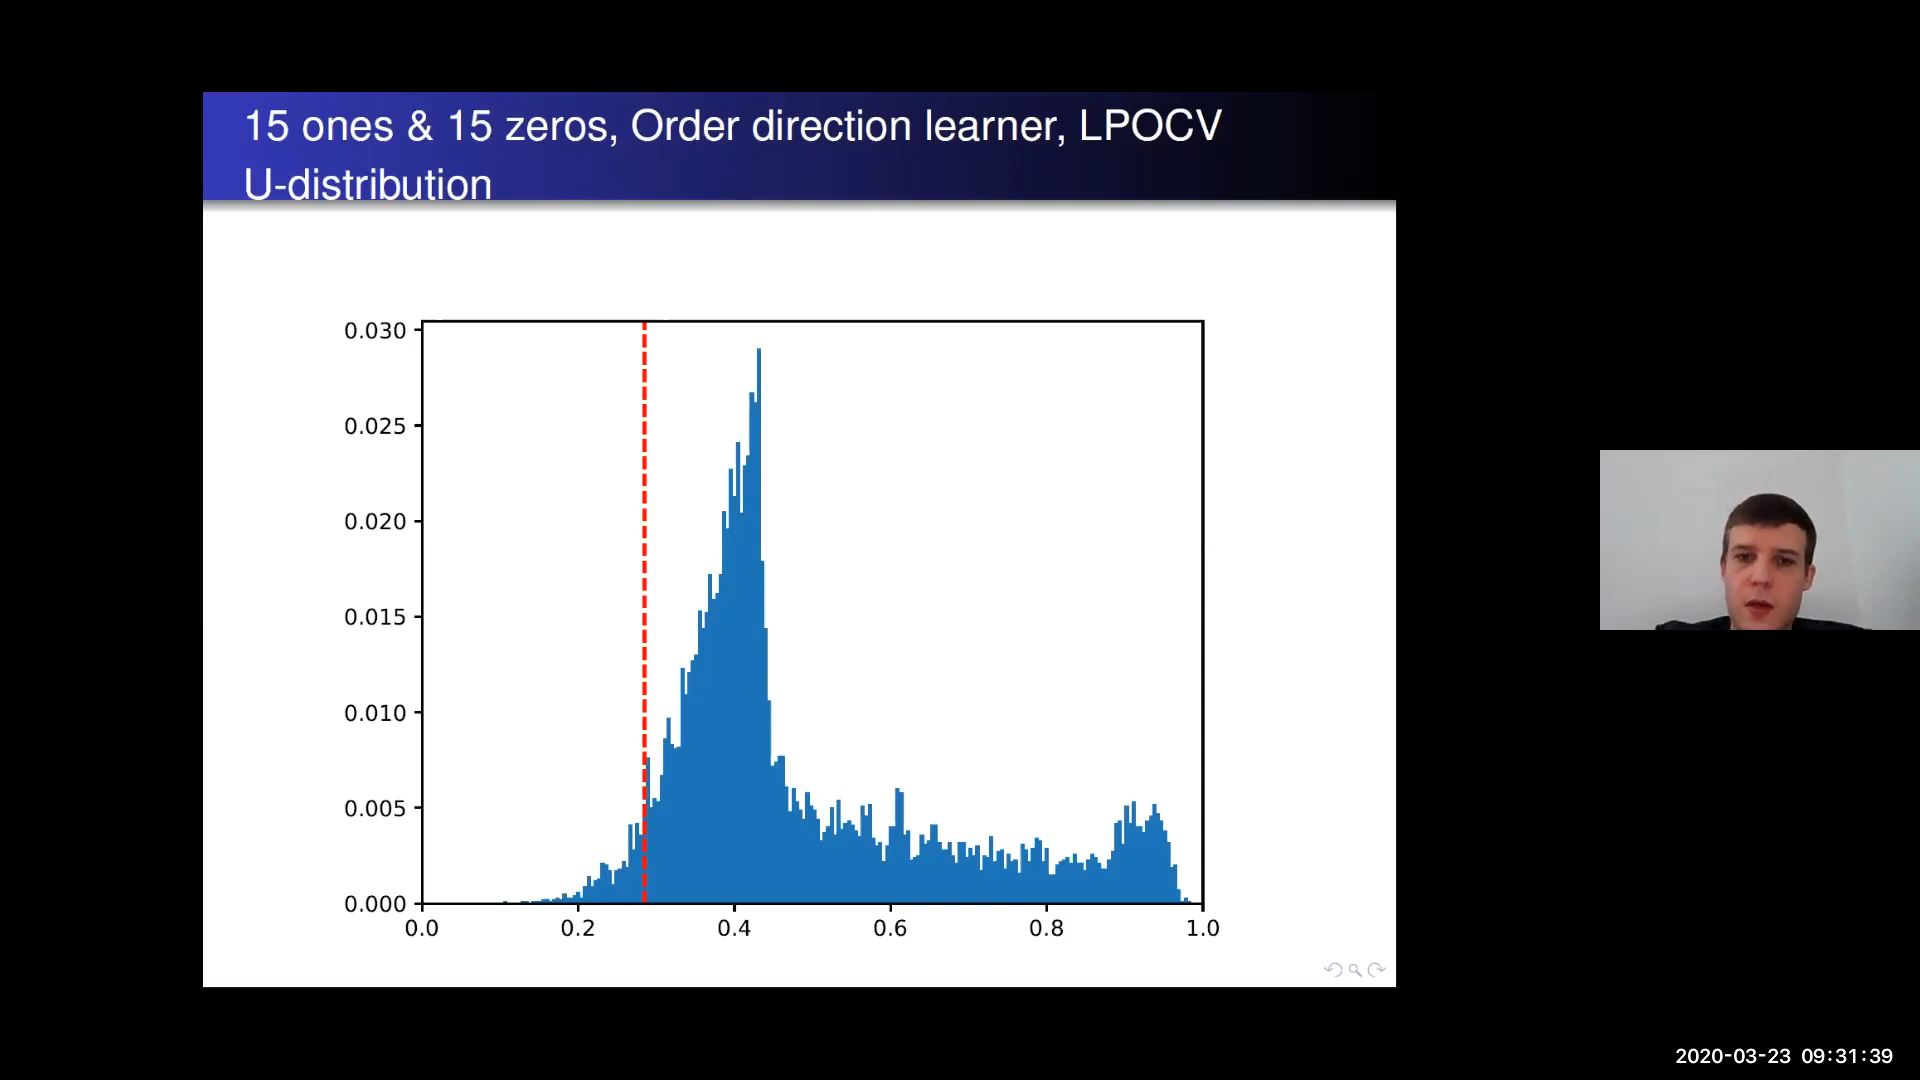 15 ones & 15 zeros, Order direction learner, LPOCV
U-distribution
0.030
0.025
0.020
0.015
0.010
0.005
0.000
0.0 0.2 0.4 0.6 0.8 1.0
2020-03-23 09:31:39